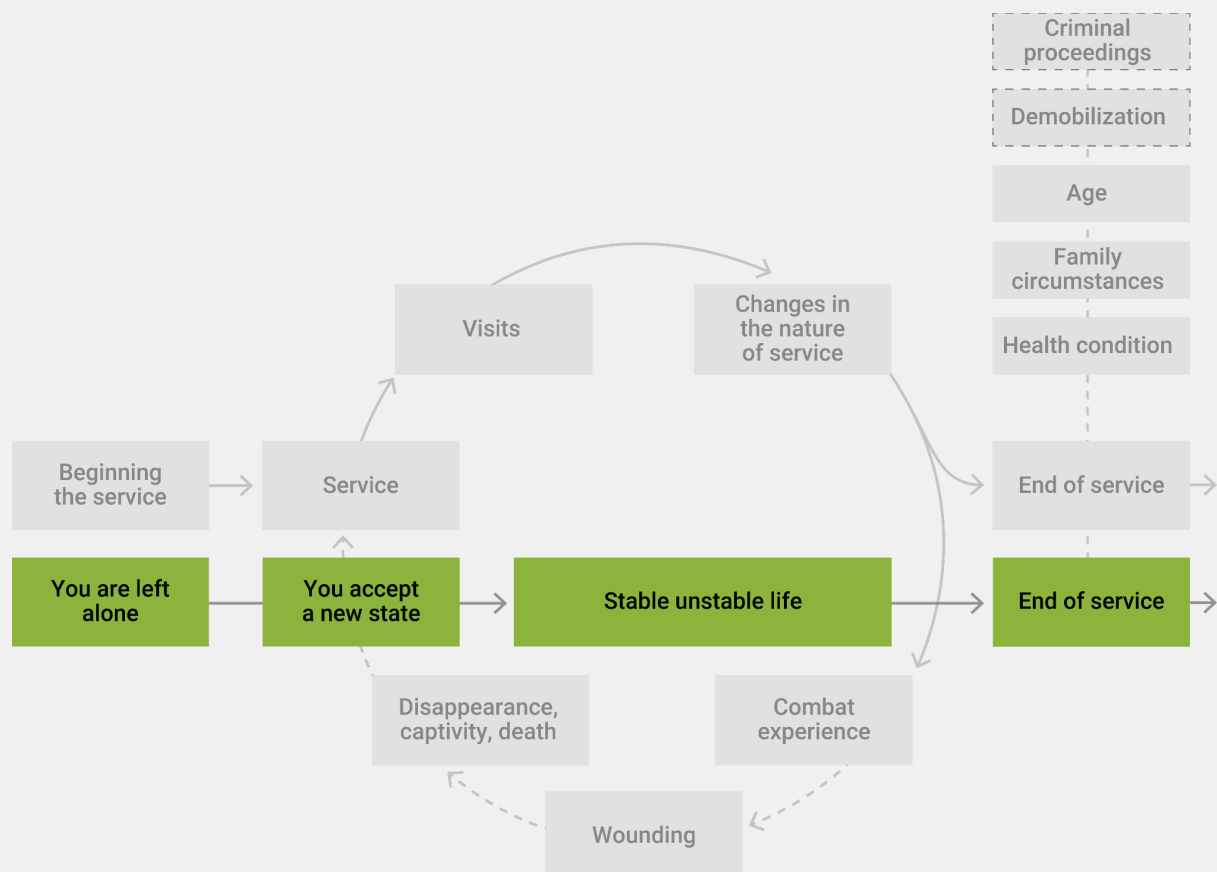 Criminal
proceedings
Demobilization
Age
Family
circumstances
Health condition
Visits
Changes in
the nature
of service
Beginning
the service
Service
End of service
You are left
alone
You accept
a new state
Stable unstable life
End of service
Disappearance,
captivity, death
Combat
experience
Wounding